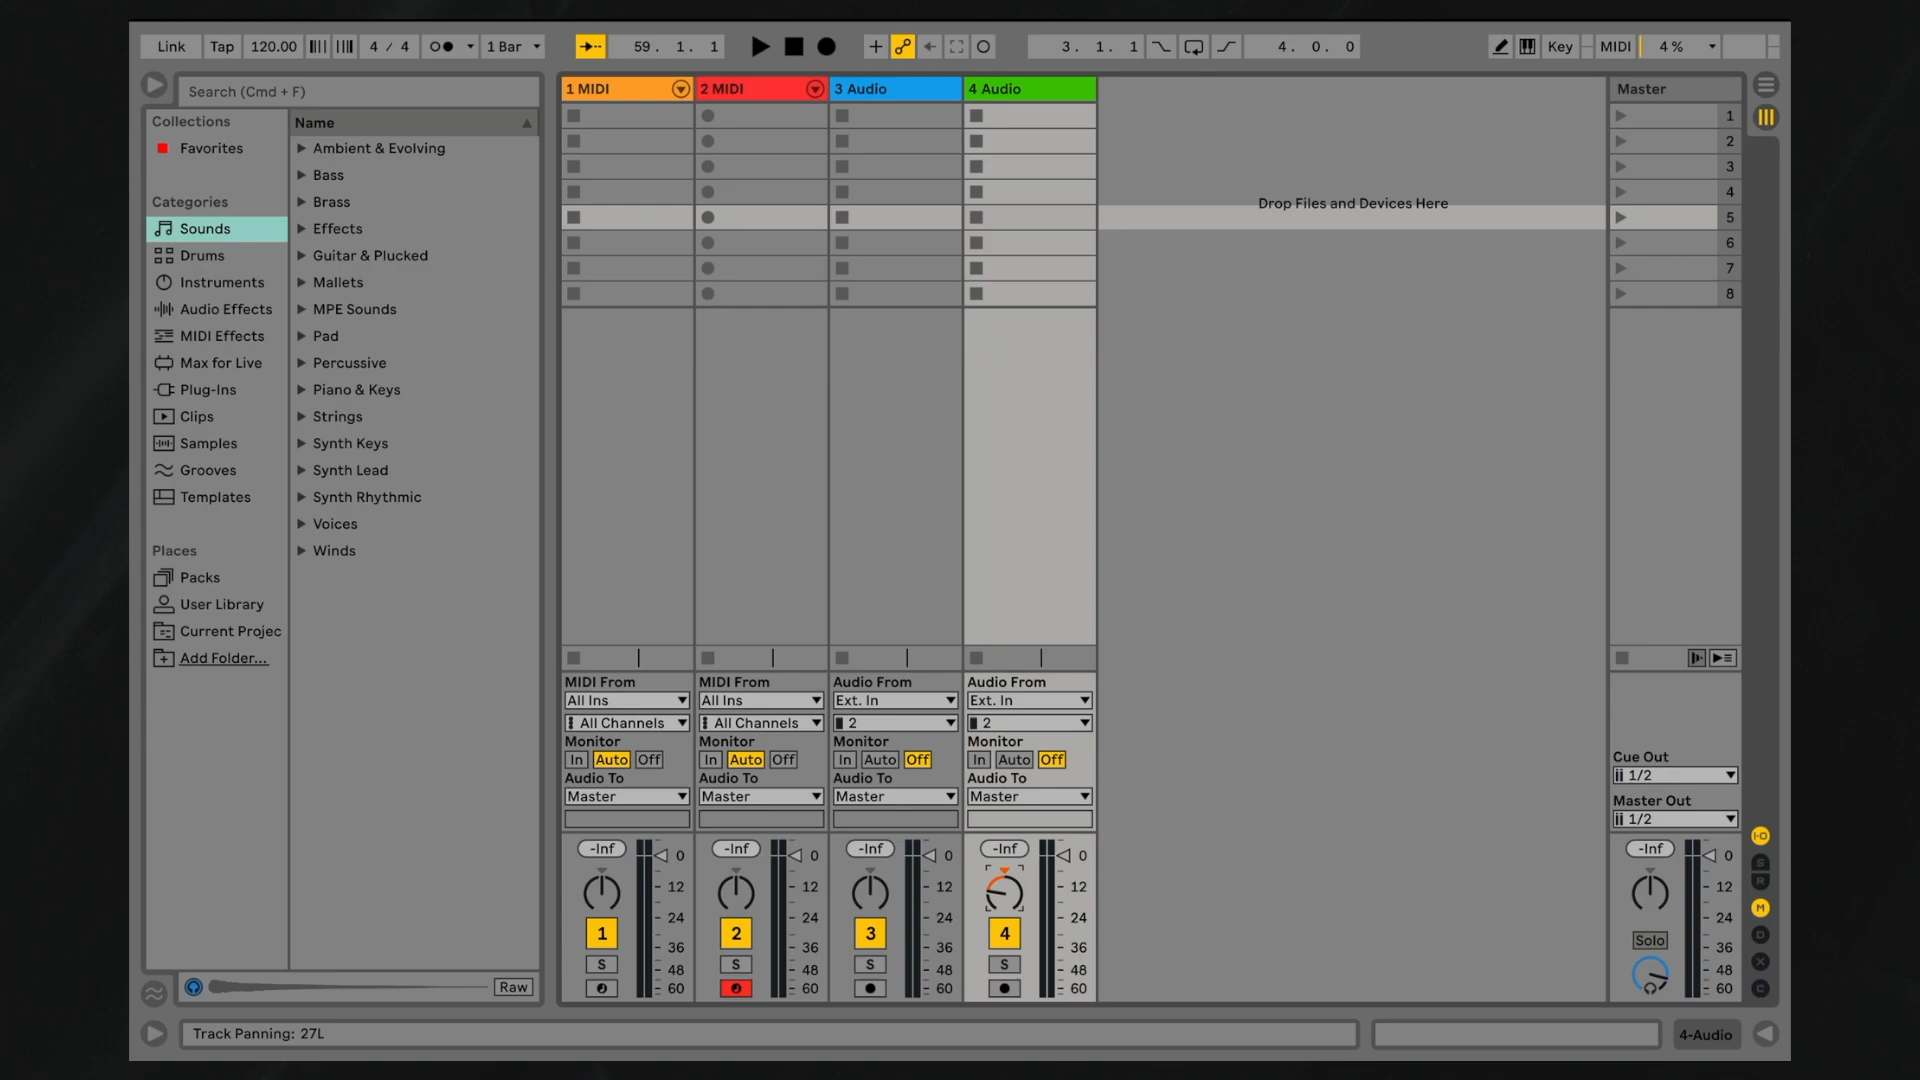 Link Tap 120.00 4 / 4 1 Bar 59. 1. 1 3. 1. 1 4. 0. 0 Key MIDI 4 %
Search (Cmd + F)
Collections
Favorites
Categories
Sounds
Drums
Instruments
Audio Effects
MIDI Effects
Max for Live
Plug-Ins
Clips
Samples
Grooves
Templates
Places
Packs
User Library
Current Projec
Add Folder...
Name
Ambient & Evolving
Bass
Brass
Effects
Guitar & Plucked
Mallets
MPE Sounds
Pad
Percussive
Piano & Keys
Strings
Synth Keys
Synth Lead
Synth Rhythmic
Voices
Winds
Raw
1 MIDI 2 MIDI 3 Audio 4 Audio Master
1
2
3
4
Drop Files and Devices Here
5
6
7
8
MIDI From MIDI From Audio From Audio From
All Ins All Ins Ext. In Ext. In
All Channels All Channels 2 2
Monitor Monitor Monitor Monitor
In Auto Off In Auto Off In Auto Off In Auto Off
Audio To Audio To Audio To Audio To
Master Master Master Master
Cue Out
1/2
Master Out
1/2
-Inf 0 -Inf 0 -Inf 0 -Inf 0 -Inf 0
12 12 12 12 12
24 24 24 24 24
1 2 3 4 Solo
36 36 36 36 36
S S S S
48 48 48 48 48
60 60 60 60 60
I·O
S
R
M
D
X
C
Track Panning: 27L
4-Audio